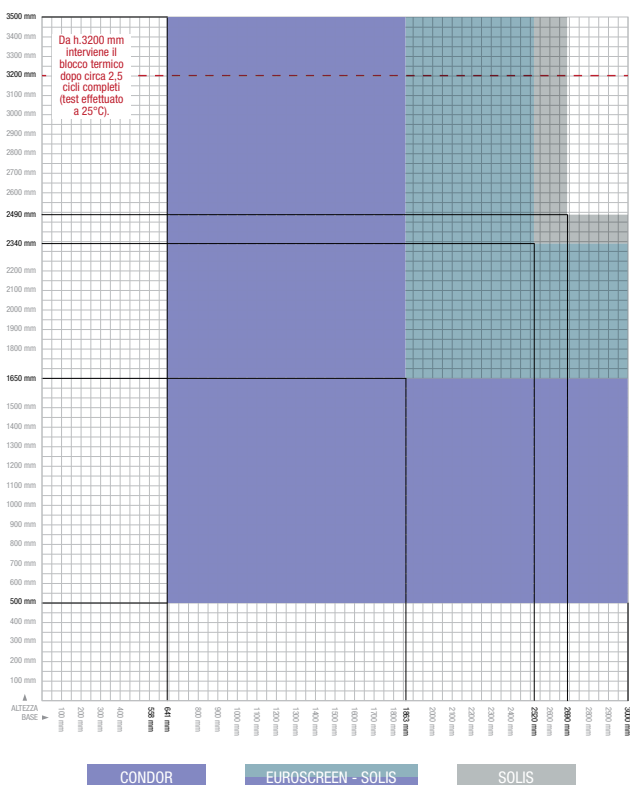 3500 mm
3400 mm
3300 mm
3200 mm
3100 mm
3000 mm
2900 mm
2800 mm
2700 mm
2600 mm
2490 mm
2340 mm
2200 mm
2100 mm
2000 mm
1900 mm
1800 mm
1650 mm
1500 mm
1400 mm
1300 mm
1200 mm
1100 mm
1000 mm
900 mm
800 mm
700 mm
600 mm
500 mm
400 mm
300 mm
200 mm
100 mm
Da h.3200 mm
interviene il
blocco termico
dopo circa 2,5
cicli completi
(test effettuato
a 25°C).
ALTEZZA
BASE
100 mm
200 mm
300 mm
400 mm
558 mm
641 mm
800 mm
900 mm
1000 mm
1100 mm
1200 mm
1300 mm
1400 mm
1500 mm
1600 mm
1700 mm
1800 mm
1863 mm
2000 mm
2100 mm
2200 mm
2300 mm
2400 mm
2520 mm
2690 mm
2800 mm
2900 mm
3000 mm
CONDOR
EUROSCREEN - SOLIS
SOLIS